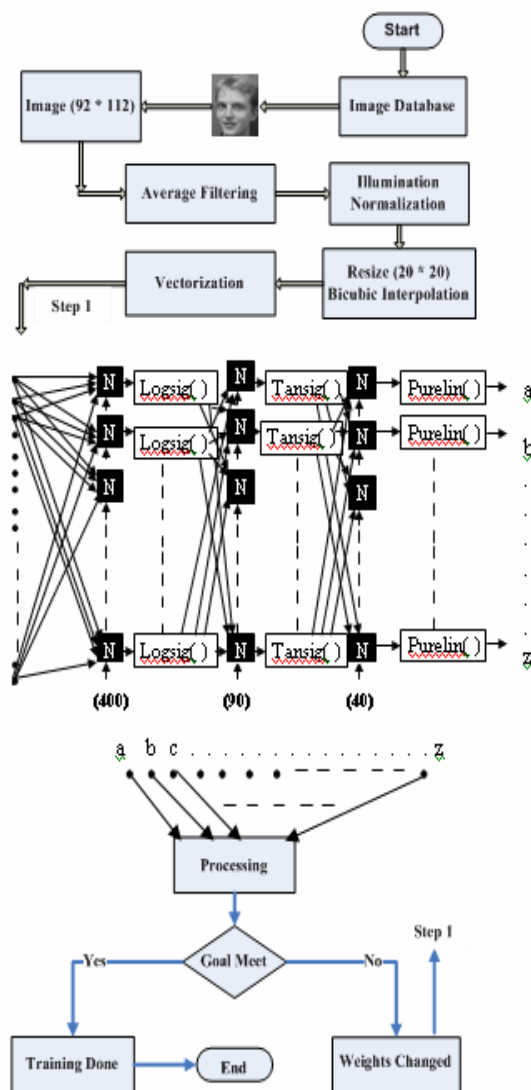 Start
Image (92 * 112)
Image Database
Average Filtering
Illumination
Normalization
Vectorization
Resize (20 * 20)
Bicubic Interpolation
Step 1
N Logsig( ) N Tansig( ) N Purelin( ) a
N Logsig( ) N Tansig( ) N Purelin( ) b
N N N
N Logsig( ) N Tansig( ) N Purelin( ) z
(400) (90) (40)
a b c . . . . . . . . . . . . . . . . . . z
Processing
Goal Meet
Yes
No
Step 1
Training Done
End
Weights Changed